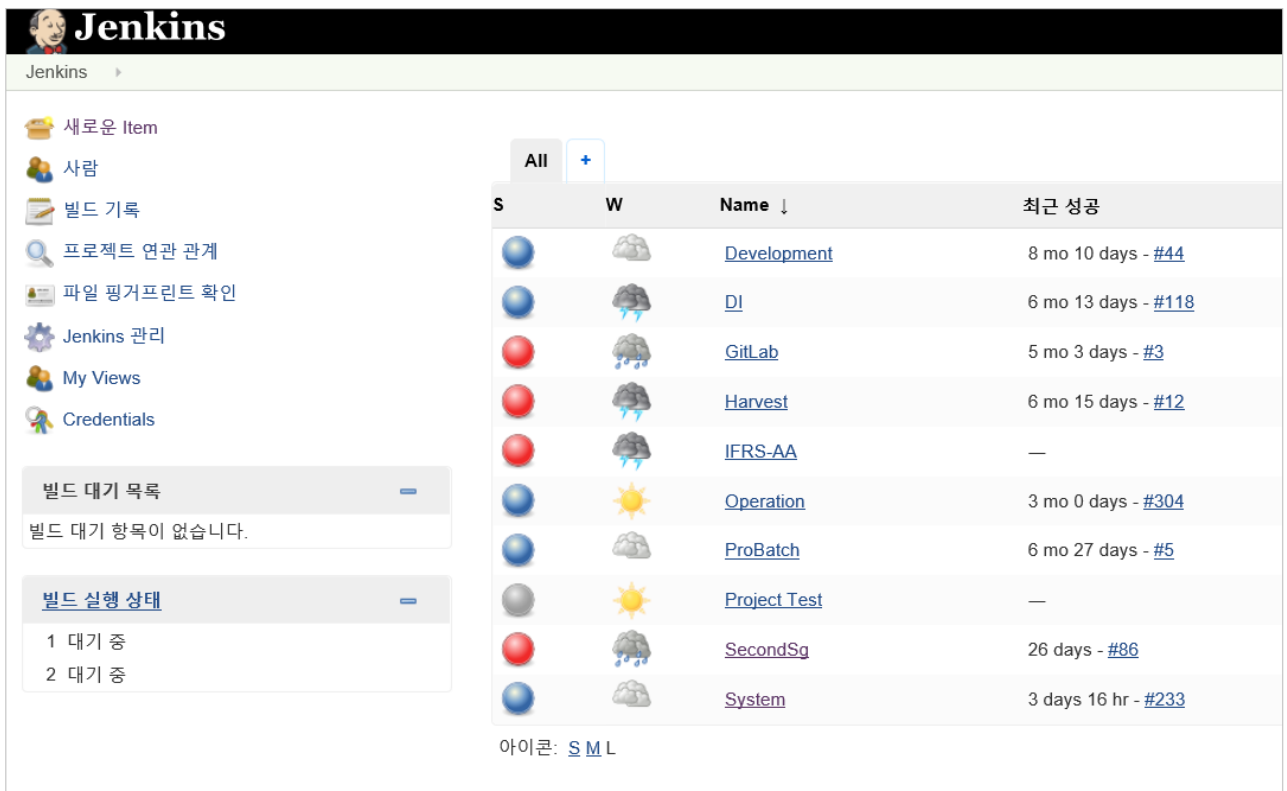 Jenkins
Jenkins
새로운 Item
사람
빌드 기록
프로젝트 연관 관계
파일 핑거프린트 확인
Jenkins 관리
My Views
Credentials
빌드 대기 목록
빌드 대기 항목이 없습니다.
빌드 실행 상태
1 대기 중
2 대기 중
All +
S W Name ↓ 최근 성공
Development 8 mo 10 days - #44
DI 6 mo 13 days - #118
GitLab 5 mo 3 days - #3
Harvest 6 mo 15 days - #12
IFRS-AA —
Operation 3 mo 0 days - #304
ProBatch 6 mo 27 days - #5
Project Test —
SecondSg 26 days - #86
System 3 days 16 hr - #233
아이콘: S M L